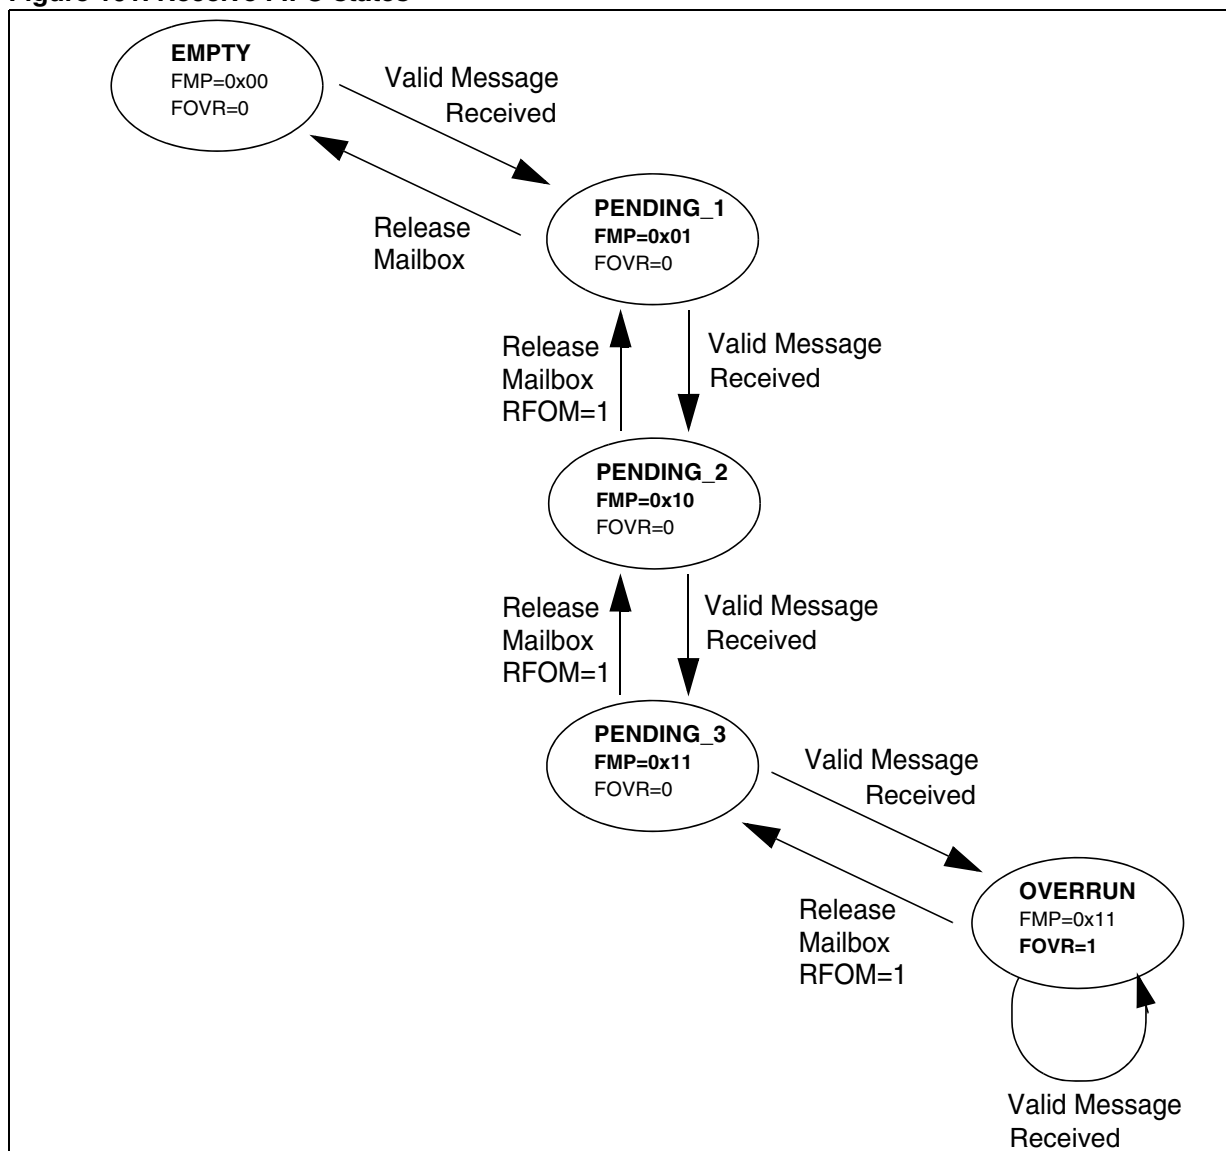 EMPTY
FMP=0x00
FOVR=0
Valid Message
Received
Release
Mailbox
PENDING_1
FMP=0x01
FOVR=0
Release
Mailbox
RFOM=1
Valid Message
Received
PENDING_2
FMP=0x10
FOVR=0
Release
Mailbox
RFOM=1
Valid Message
Received
PENDING_3
FMP=0x11
FOVR=0
Valid Message
Received
Release
Mailbox
RFOM=1
OVERRUN
FMP=0x11
FOVR=1
Valid Message
Received